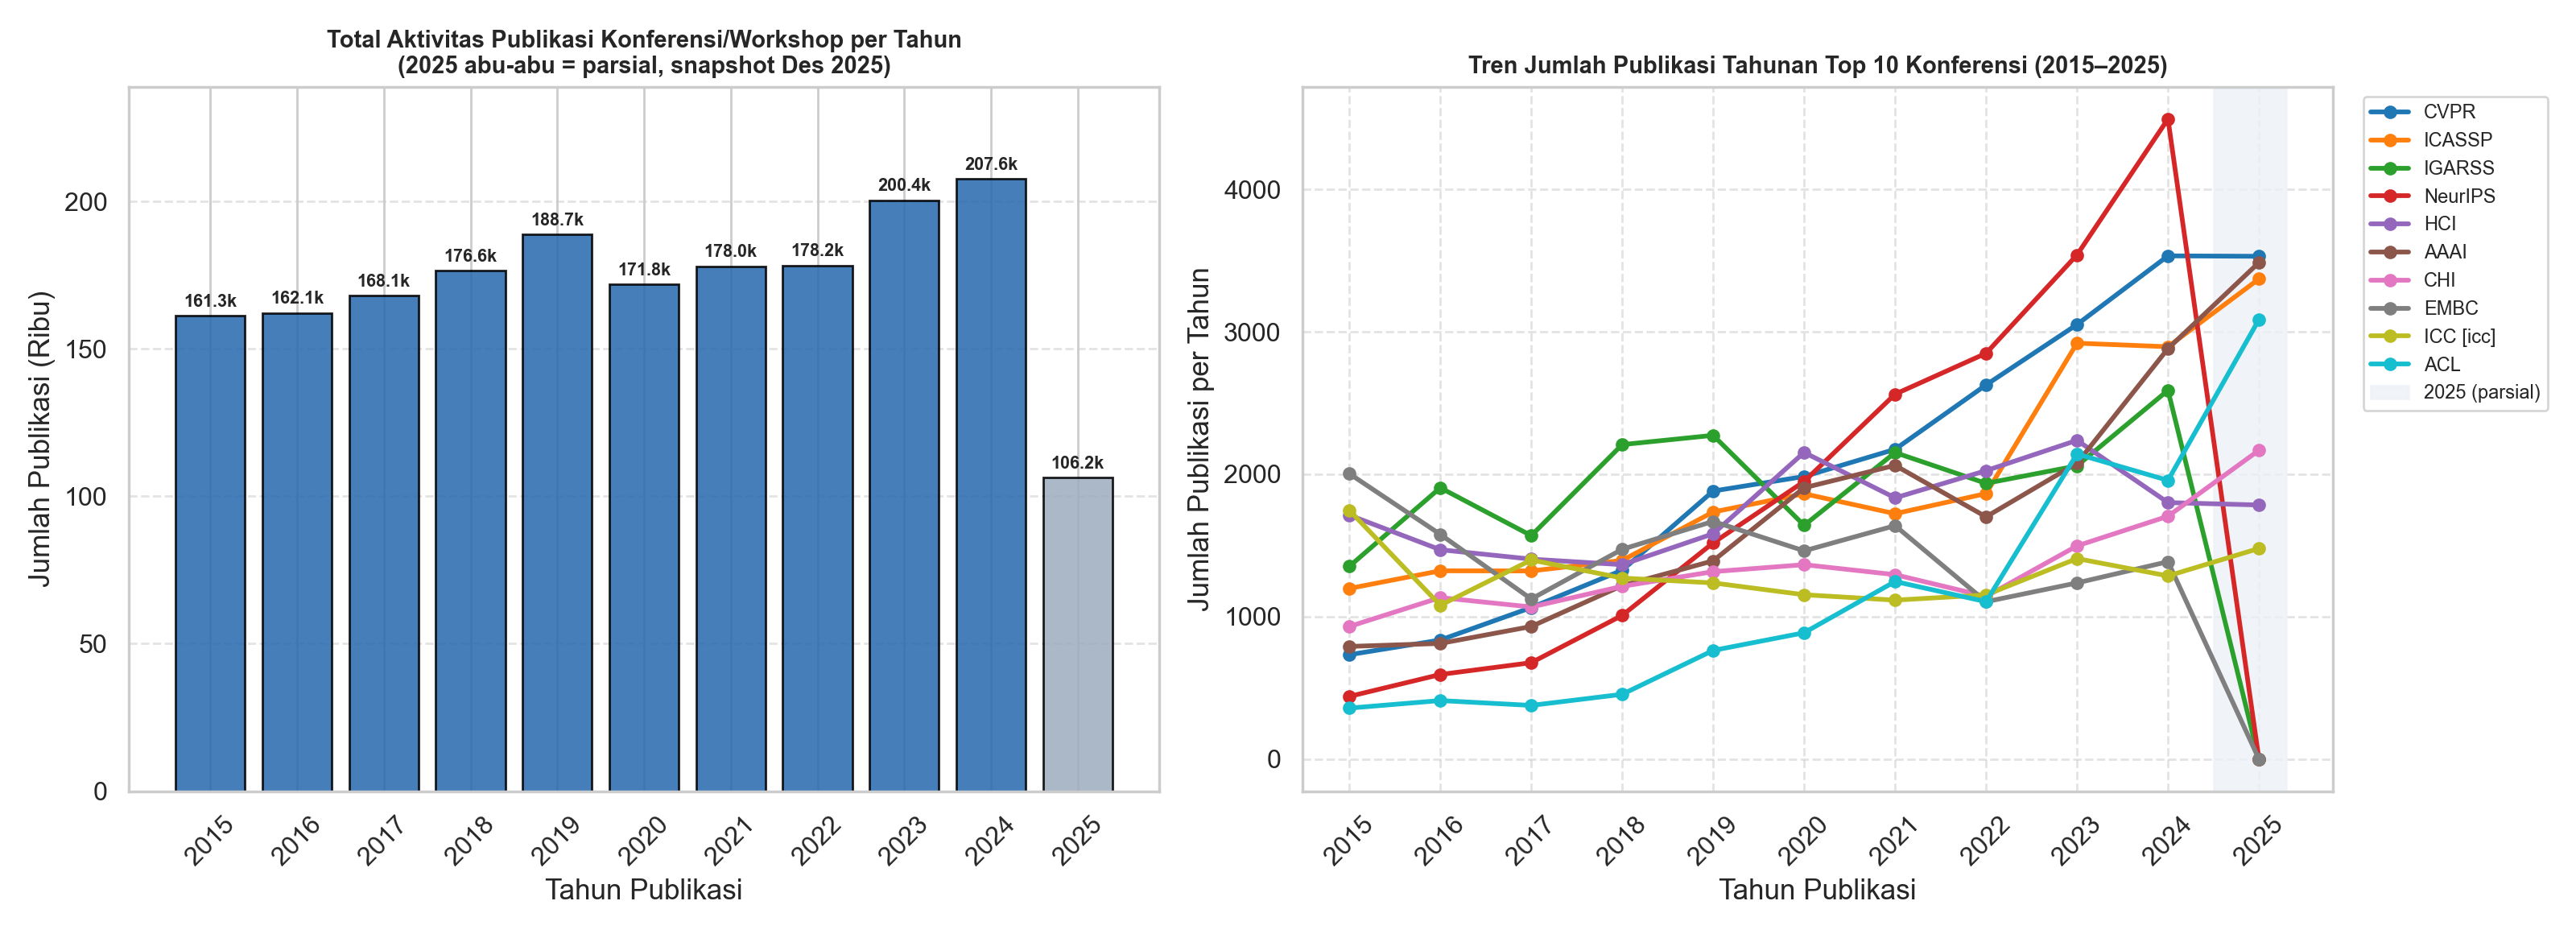 Total Aktivitas Publikasi Konferensi/Workshop per Tahun
(2025 abu-abu = parsial, snapshot Des 2025)
Jumlah Publikasi (Ribu)
200
150
100
50
0
161.3k
162.1k
168.1k
176.6k
188.7k
171.8k
178.0k
178.2k
200.4k
207.6k
106.2k
2015
2016
2017
2018
2019
2020
2021
2022
2023
2024
2025
Tahun Publikasi
Tren Jumlah Publikasi Tahunan Top 10 Konferensi (2015–2025)
Jumlah Publikasi per Tahun
4000
3000
2000
1000
0
2015
2016
2017
2018
2019
2020
2021
2022
2023
2024
2025
Tahun Publikasi
CVPR
ICASSP
IGARSS
NeurIPS
HCI
AAAI
CHI
EMBC
ICC [icc]
ACL
2025 (parsial)